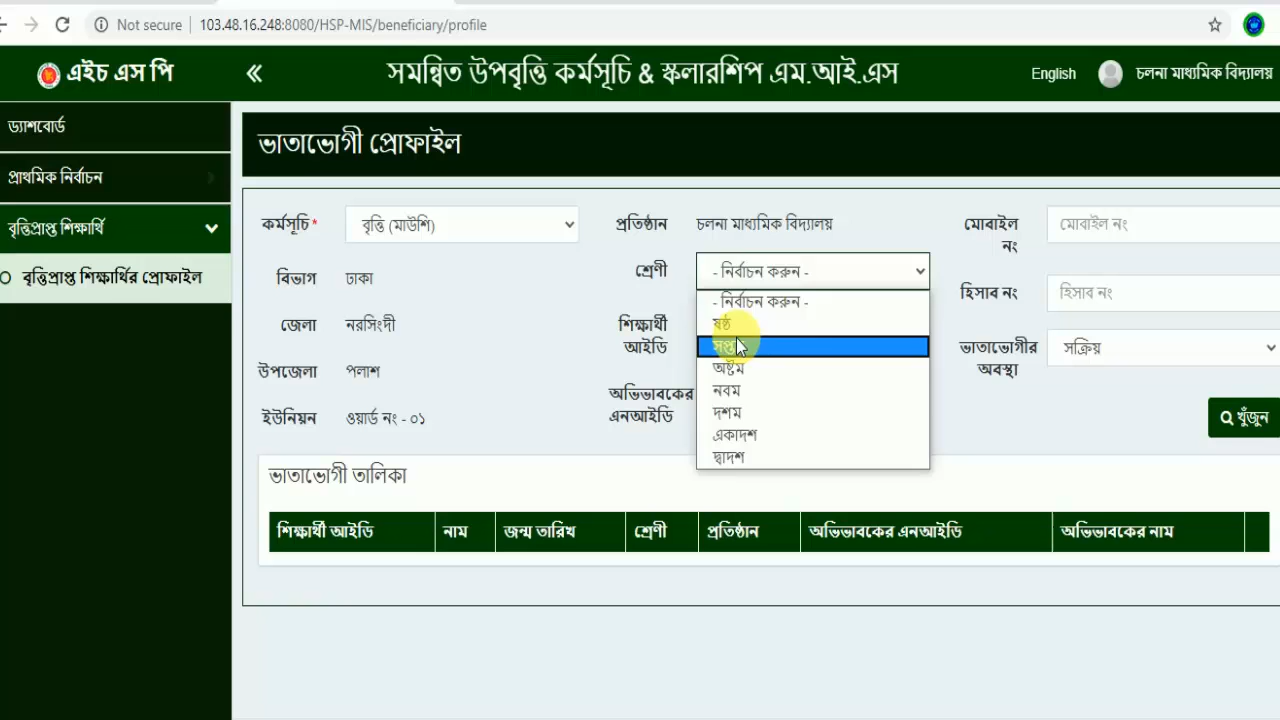 Not secure
103.48.16.248:8080/HSP-MIS/beneficiary/profile
এইচ এস পি
সমন্বিত উপবৃত্তি কর্মসূচি & স্কলারশিপ এম.আই.এস
English
চলনা মাধ্যমিক বিদ্যালয়
ড্যাশবোর্ড
প্রাথমিক নির্বাচন
বৃত্তিপ্রাপ্ত শিক্ষার্থি
বৃত্তিপ্রাপ্ত শিক্ষার্থির প্রোফাইল
ভাতাভোগী প্রোফাইল
কর্মসূচি*
বৃত্তি (মাউশি)
বিভাগ
ঢাকা
জেলা
নরসিংদী
উপজেলা
পলাশ
ইউনিয়ন
ওয়ার্ড নং - ০১
প্রতিষ্ঠান
চলনা মাধ্যমিক বিদ্যালয়
শ্রেণী
- নির্বাচন করুন -
- নির্বাচন করুন -
ষষ্ঠ
অষ্টম
নবম
দশম
একাদশ
দ্বাদশ
শিক্ষার্থী
আইডি
অভিভাবকের
এনআইডি
মোবাইল
নং
মোবাইল নং
হিসাব নং
হিসাব নং
ভাতাভোগীর
অবস্থা
সক্রিয়
খুঁজুন
ভাতাভোগী তালিকা
শিক্ষার্থী আইডি
নাম
জন্ম তারিখ
শ্রেণী
প্রতিষ্ঠান
অভিভাবকের এনআইডি
অভিভাবকের নাম